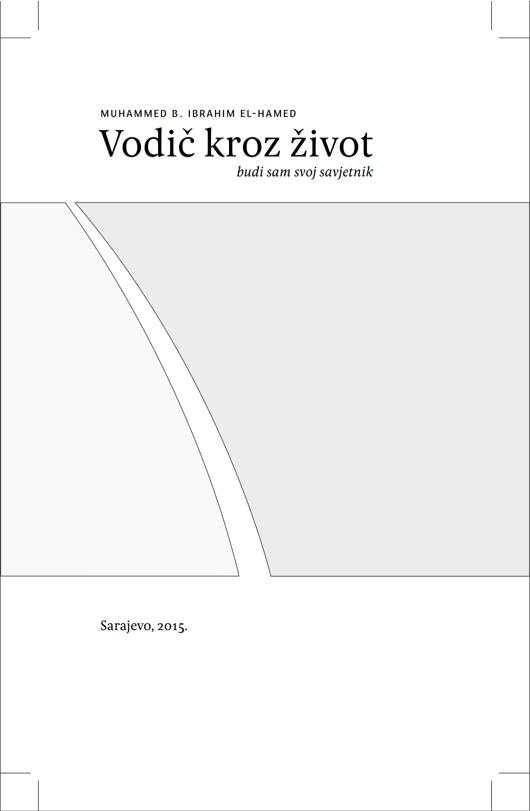 MUHAMMED B. IBRAHIM EL-HAMED
Vodič kroz život
budi sam svoj savjetnik
Sarajevo, 2015.